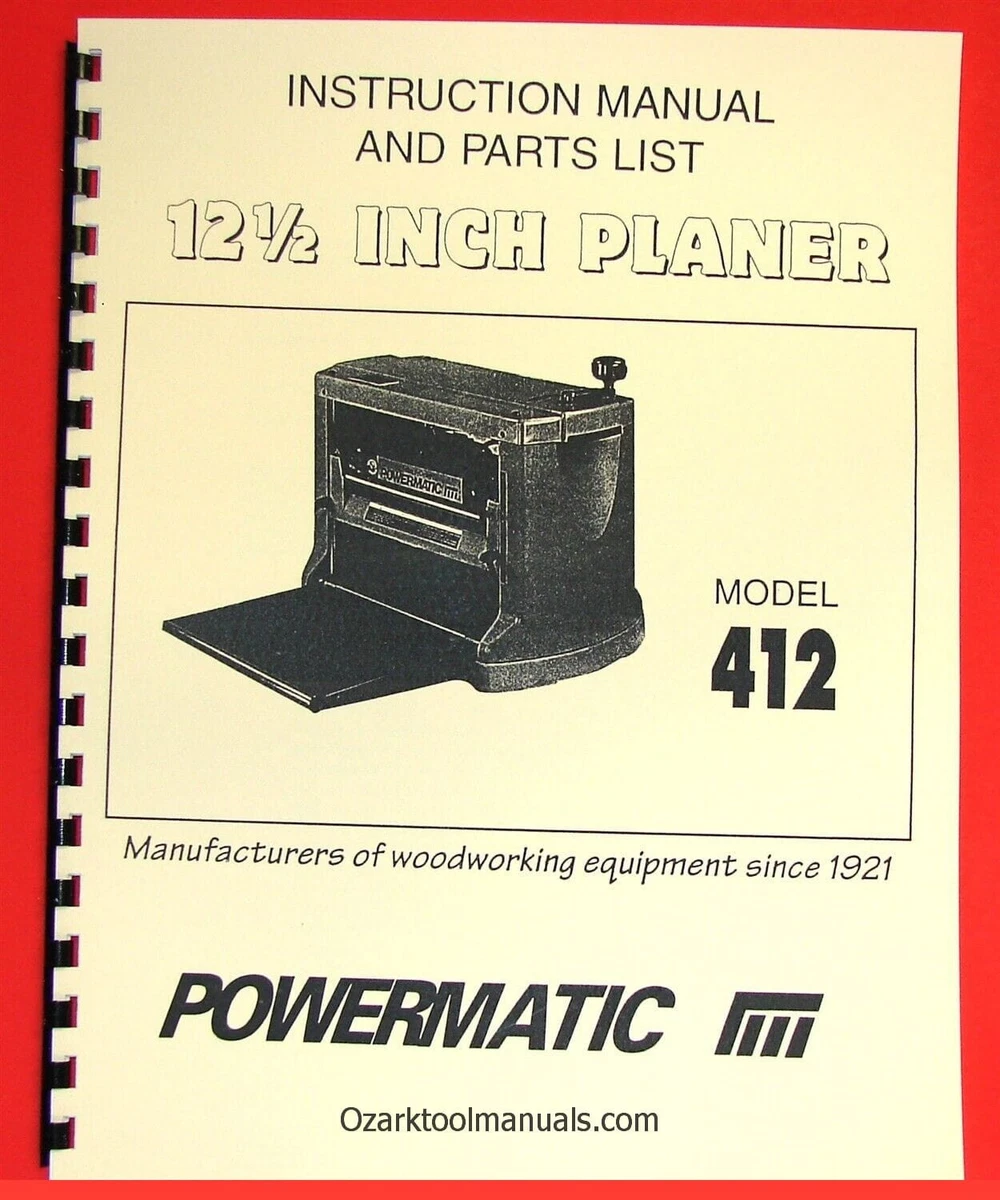 INSTRUCTION MANUAL
AND PARTS LIST
12½ INCH PLANER
POWERMATIC
MODEL
412
Manufacturers of woodworking equipment since 1921
POWERMATIC
Ozarktoolmanuals.com